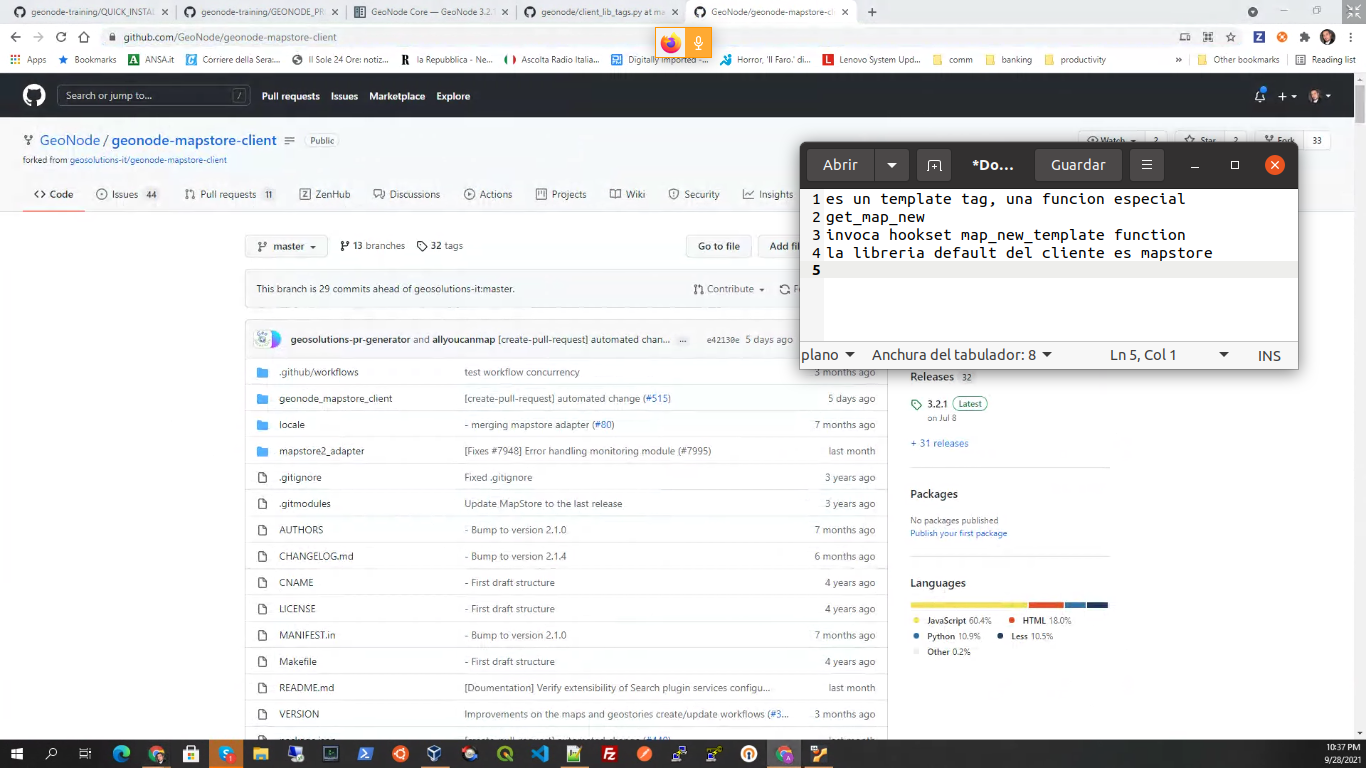 geonode-training/QUICK_INSTAL
geonode-training/GEONODE_PR
GeoNode Core — GeoNode 3.2.
geonode/client_lib_tags.py at ma
GeoNode/geonode-mapstore-cli
github.com/GeoNode/geonode-mapstore-client
Apps
Bookmarks
ANSA.it
Corriere della Sera:...
Il Sole 24 Ore: notiz...
la Repubblica - Ne...
Ascolta Radio Italia...
Digitally Imported -...
Horror, 'Il Faro.' di...
Lenovo System Upd...
comm
banking
productivity
»
Other bookmarks
Reading list
Search or jump to...
/
Pull requests
Issues
Marketplace
Explore
GeoNode / geonode-mapstore-client
Public
Watch
2
Star
2
Fork
33
forked from geosolutions-it/geonode-mapstore-client
<> Code
Issues 44
Pull requests 11
ZenHub
Discussions
Actions
Projects
Wiki
Security
Insights
Abrir
*Do...
Guardar
1 es un template tag, una funcion especial
2 get_map_new
3 invoca hookset map_new_template function
4 la libreria default del cliente es mapstore
5
plano
Anchura del tabulador: 8
Ln 5, Col 1
INS
master
13 branches
32 tags
Go to file
Add fil
This branch is 29 commits ahead of geosolutions-it:master.
Contribute
geosolutions-pr-generator and allyoucanmap [create-pull-request] automated chan... ... e42130e 5 days ago
.github/workflows test workflow concurrency 3 months ago
geonode_mapstore_client [create-pull-request] automated change (#515) 5 days ago
locale - merging mapstore adapter (#80) 7 months ago
mapstore2_adapter [Fixes #7948] Error handling monitoring module (#7995) last month
.gitignore Fixed .gitignore 3 years ago
.gitmodules Update MapStore to the last release 3 years ago
AUTHORS - Bump to version 2.1.0 7 months ago
CHANGELOG.md - Bump to version 2.1.4 6 months ago
CNAME - First draft structure 4 years ago
LICENSE - First draft structure 4 years ago
MANIFEST.in - Bump to version 2.1.0 7 months ago
Makefile - First draft structure 4 years ago
README.md [Doumentation] Verify extensibility of Search plugin services configu... last month
VERSION Improvements on the maps and geostories create/update workflows (#3... 3 months ago
Releases 32
3.2.1 Latest
on Jul 8
+ 31 releases
Packages
No packages published
Publish your first package
Languages
JavaScript 60.4%
HTML 18.0%
Python 10.9%
Less 10.5%
Other 0.2%
10:37 PM
9/28/2021